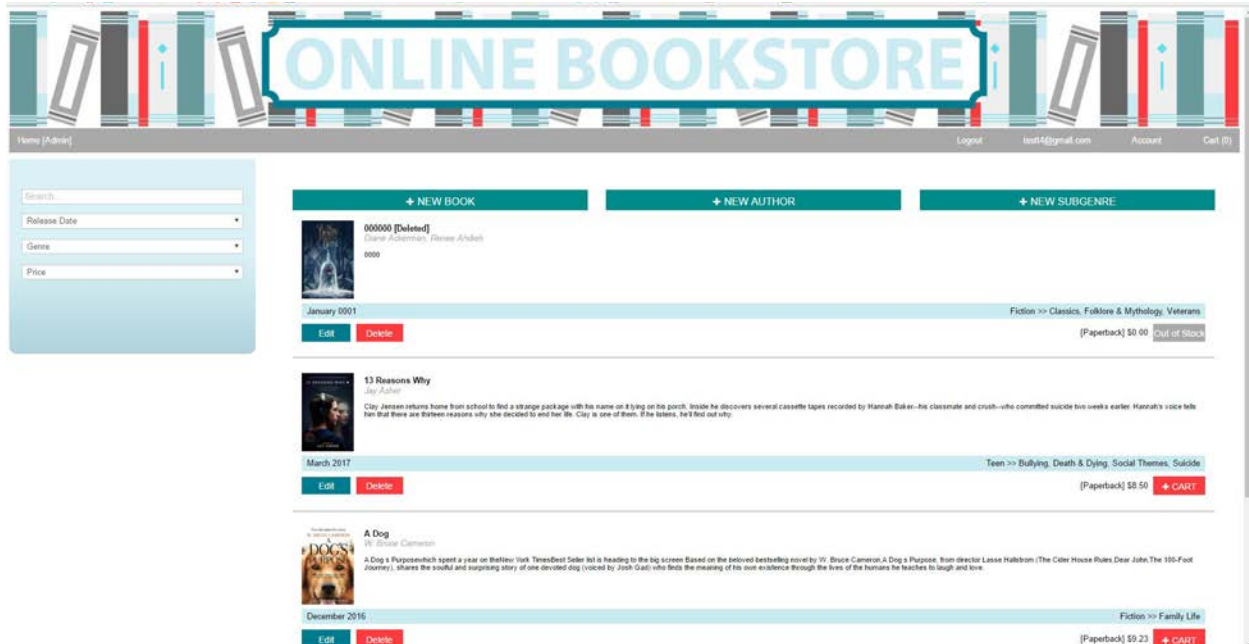 ONLINE BOOKSTORE
Home [Admin] Logout test4@gmail.com Account Cart (0)
Search...
Release Date
Genre
Price
+ NEW BOOK + NEW AUTHOR + NEW SUBGENRE
000000 [Deleted]
Diane Ackerman, Renee Ahdieh
0000
January 0001 Fiction >> Classics, Folklore & Mythology, Veterans
Edit Delete [Paperback] $0.00 Out of Stock
13 REASONS WHY
13 Reasons Why
Jay Asher
Clay Jensen returns home from school to find a strange package with his name on it lying on his porch. Inside he discovers several cassette tapes recorded by Hannah Baker--his classmate and crush--who committed suicide two weeks earlier. Hannah's voice tells
him that there are thirteen reasons why she decided to end her life. Clay is one of them. If he listens, he'll find out why.
March 2017 Teen >> Bullying, Death & Dying, Social Themes, Suicide
Edit Delete [Paperback] $8.50 + CART
W. BRUCE CAMERON
A
DOG'S
PURPOSE
A Dog
W. Bruce Cameron
A Dog s Purposewhich spent a year on theNew York TimesBest Seller list is heading to the big screen Based on the beloved bestselling novel by W. Bruce Cameron,A Dog s Purpose, from director Lasse Hallstrom (The Cider House Rules,Dear John,The 100-Foot
Journey), shares the soulful and surprising story of one devoted dog (voiced by Josh Gad) who finds the meaning of his own existence through the lives of the humans he teaches to laugh and love.
December 2016 Fiction >> Family Life
Edit Delete [Paperback] $9.23 + CART